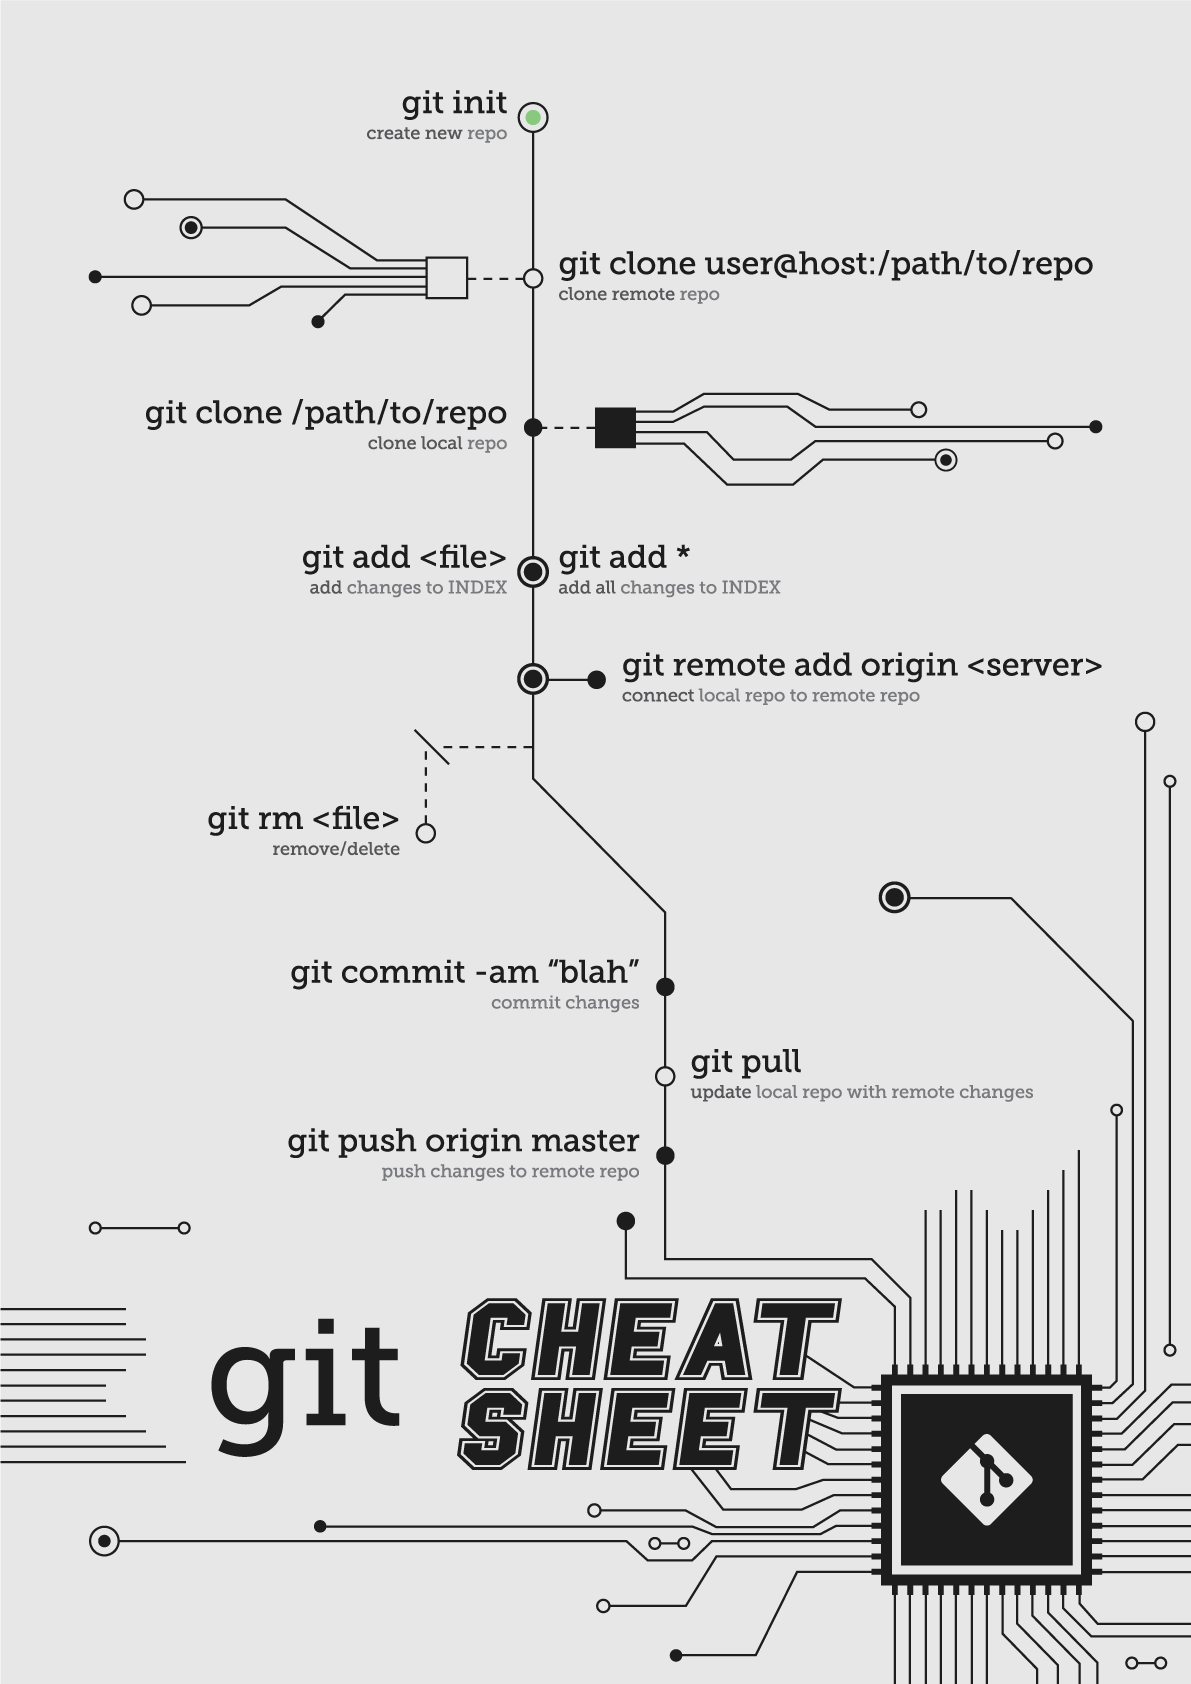 git init
create new repo
git clone user@host:/path/to/repo
clone remote repo
git clone /path/to/repo
clone local repo
git add <file>
add changes to INDEX
git add *
add all changes to INDEX
git remote add origin <server>
connect local repo to remote repo
git rm <file>
remove/delete
git commit -am “blah”
commit changes
git pull
update local repo with remote changes
git push origin master
push changes to remote repo
git
CHEAT
SHEET